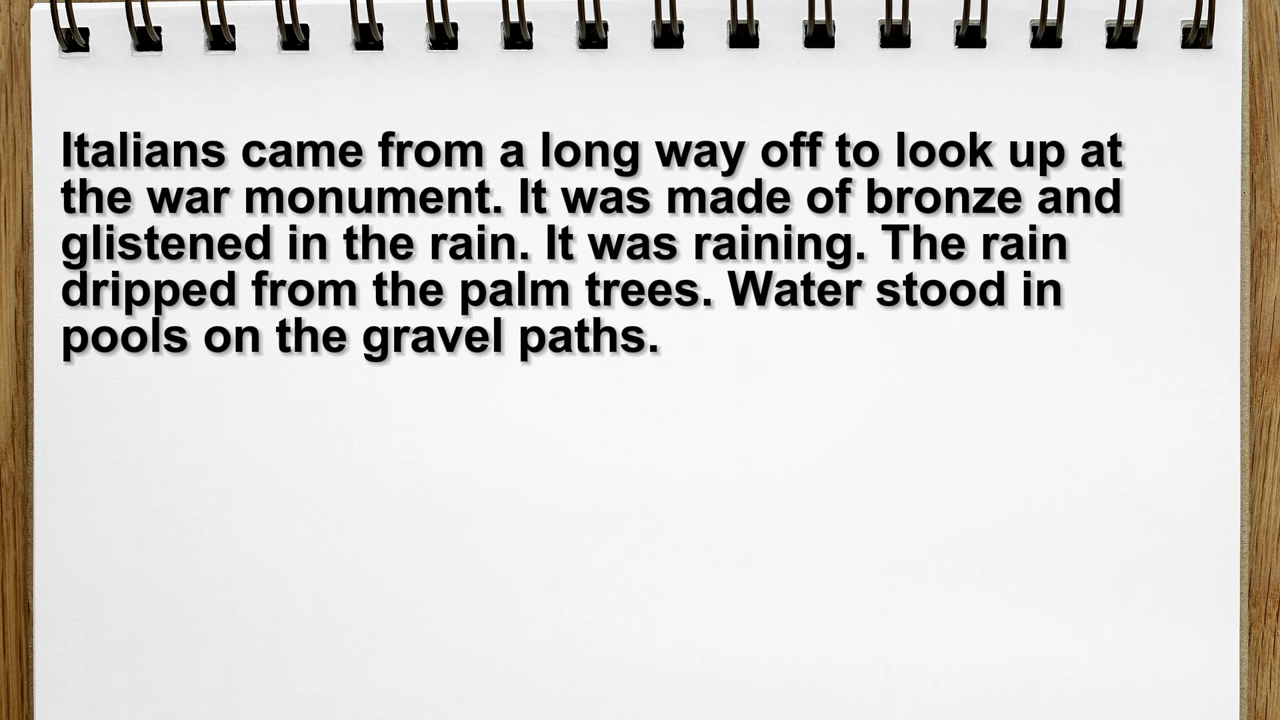 Italians came from a long way off to look up at
the war monument. It was made of bronze and
glistened in the rain. It was raining. The rain
dripped from the palm trees. Water stood in
pools on the gravel paths.